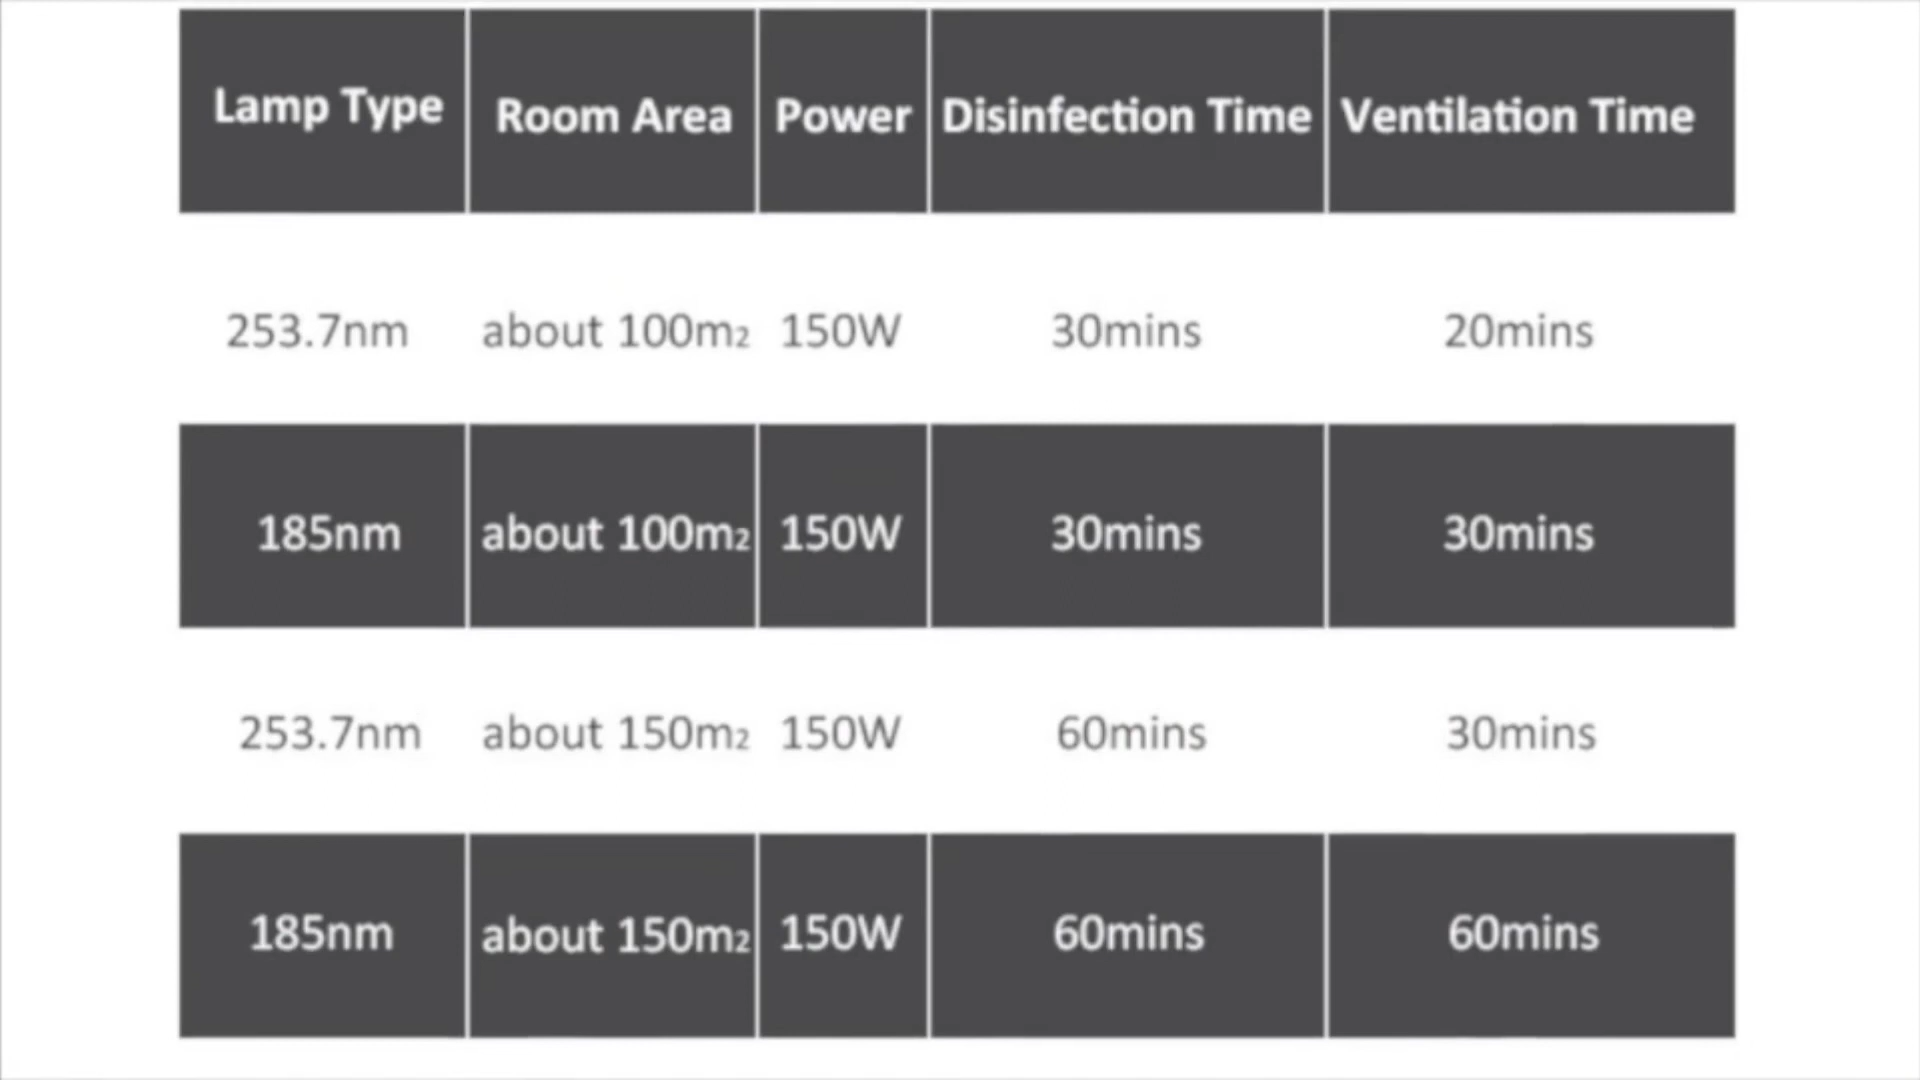 Lamp Type Room Area Power Disinfection Time Ventilation Time
253.7nm about 100m2 150W 30mins 20mins
185nm about 100m2 150W 30mins 30mins
253.7nm about 150m2 150W 60mins 30mins
185nm about 150m2 150W 60mins 60mins